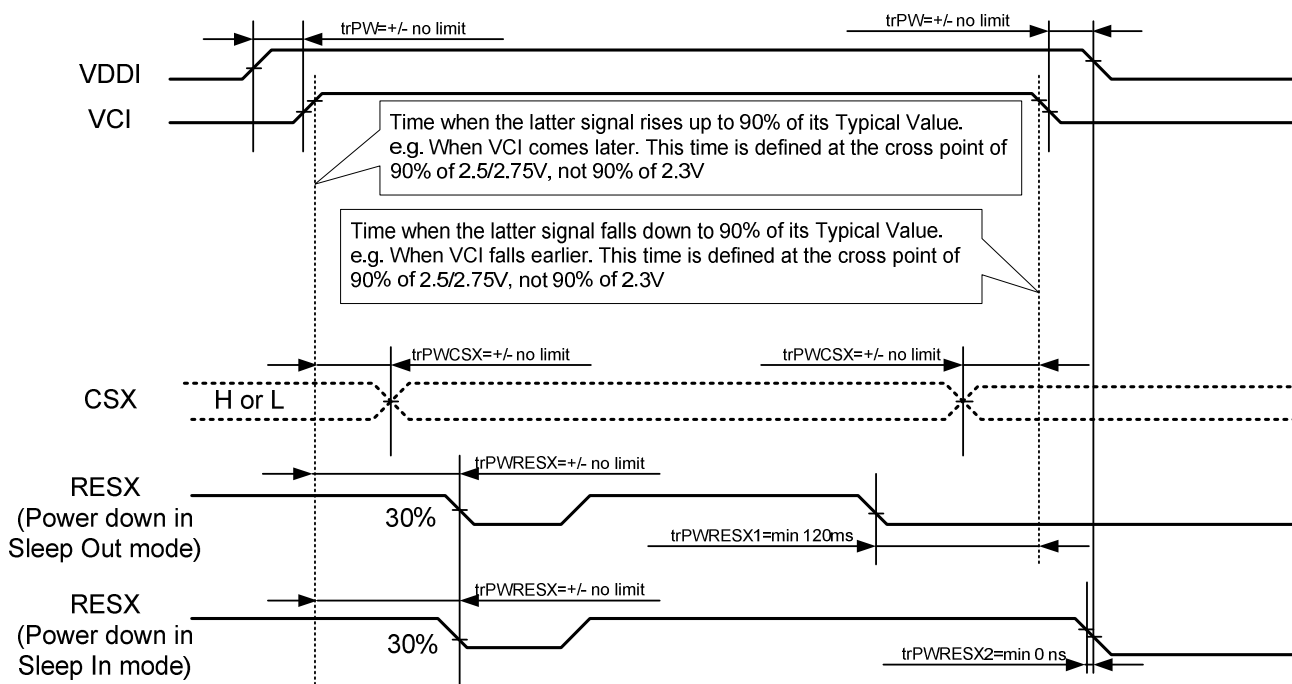 trPW=+/- no limit
trPW=+/- no limit
VDDI
VCI
Time when the latter signal rises up to 90% of its Typical Value.
e.g. When VCI comes later. This time is defined at the cross point of
90% of 2.5/2.75V, not 90% of 2.3V
Time when the latter signal falls down to 90% of its Typical Value.
e.g. When VCI falls earlier. This time is defined at the cross point of
90% of 2.5/2.75V, not 90% of 2.3V
trPWCSX=+/- no limit
trPWCSX=+/- no limit
CSX
H or L
trPWRESX=+/- no limit
RESX
(Power down in
Sleep Out mode)
30%
trPWRESX1=min 120ms
trPWRESX=+/- no limit
RESX
(Power down in
Sleep In mode)
30%
trPWRESX2=min 0 ns